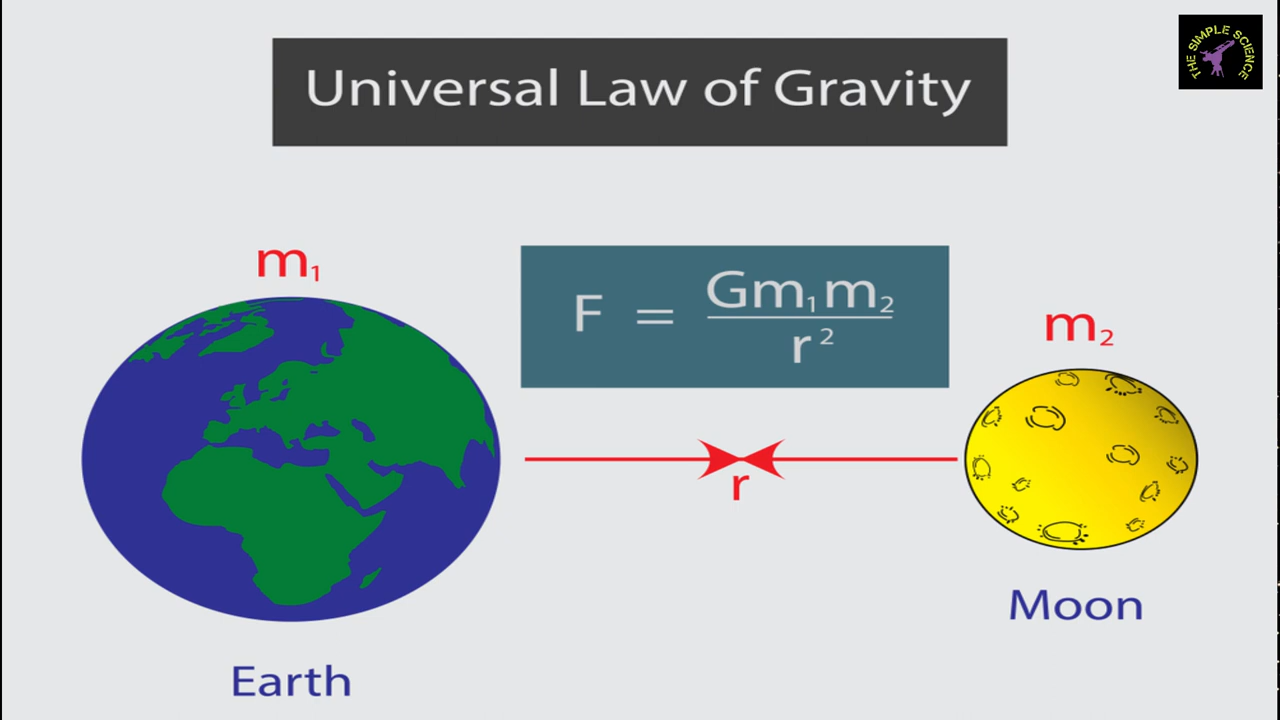 THE SIMPLE SCIENCE
Universal Law of Gravity
m₁
F = Gm₁m₂
r²
m₂
r
Moon
Earth